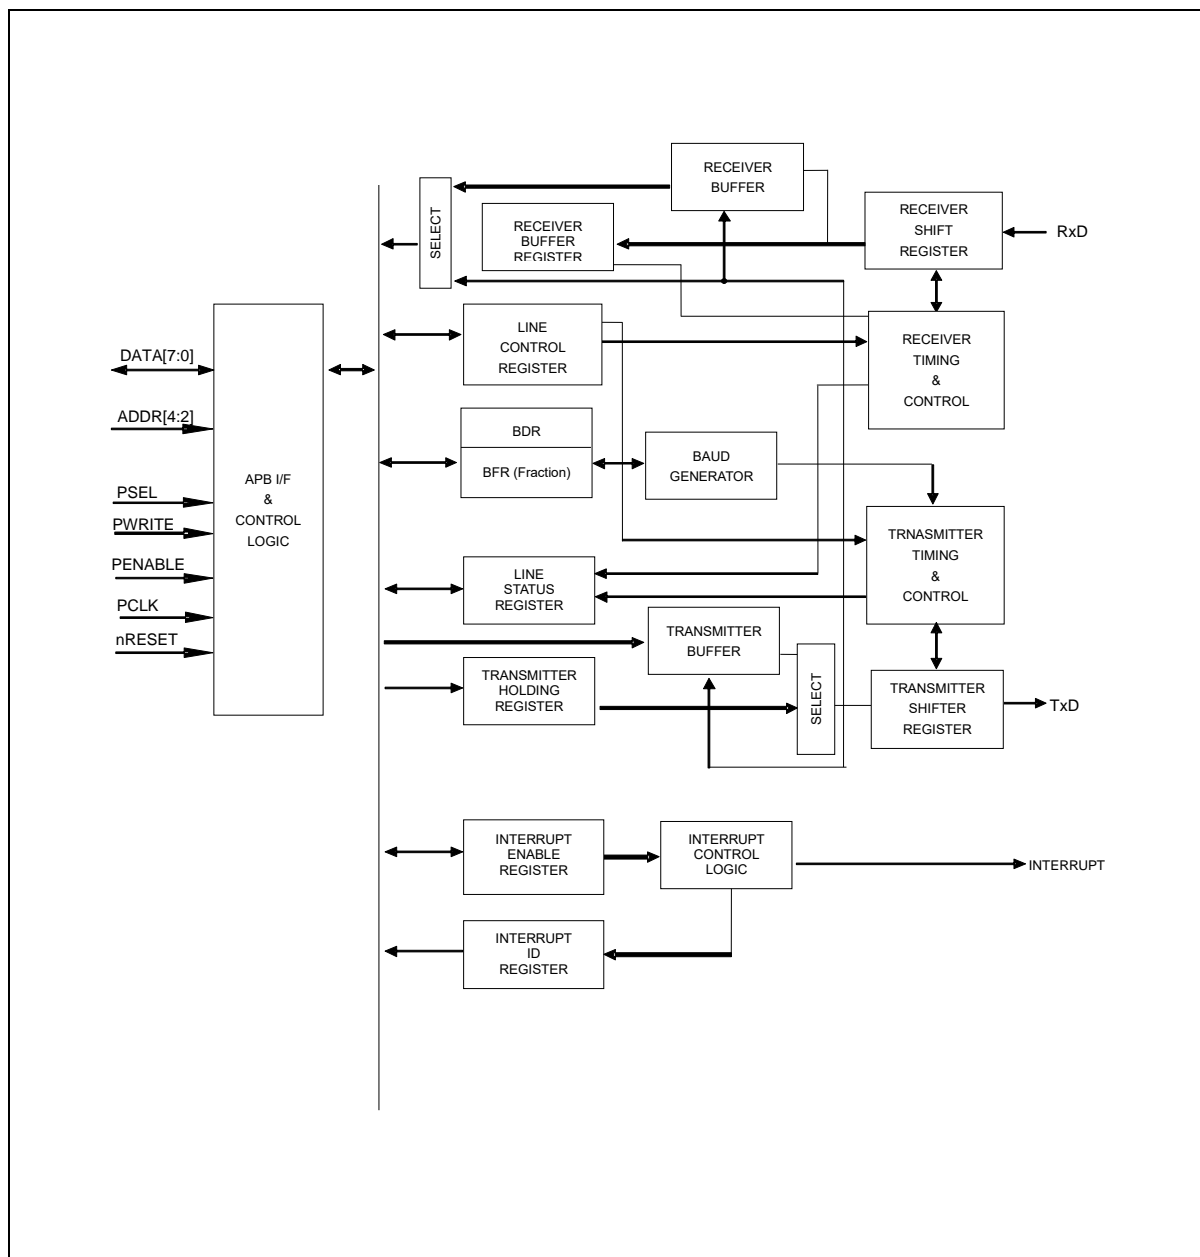 RECEIVER
BUFFER
SELECT
RECEIVER
BUFFER
REGISTER
RECEIVER
SHIFT
REGISTER
RxD
LINE
CONTROL
REGISTER
RECEIVER
TIMING
&
CONTROL
DATA[7:0]
ADDR[4:2]
PSEL
PWRITE
PENABLE
PCLK
nRESET
APB I/F
&
CONTROL
LOGIC
BDR
BFR (Fraction)
BAUD
GENERATOR
TRNASMITTER
TIMING
&
CONTROL
LINE
STATUS
REGISTER
TRANSMITTER
BUFFER
TRANSMITTER
HOLDING
REGISTER
SELECT
TRANSMITTER
SHIFTER
REGISTER
TxD
INTERRUPT
ENABLE
REGISTER
INTERRUPT
CONTROL
LOGIC
INTERRUPT
INTERRUPT
ID
REGISTER